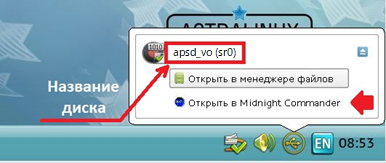 ASTRALINUX
apsd_vo (sr0)
Открыть в менеджере файлов
Название
диска
Открыть в Midnight Commander
EN 08:53